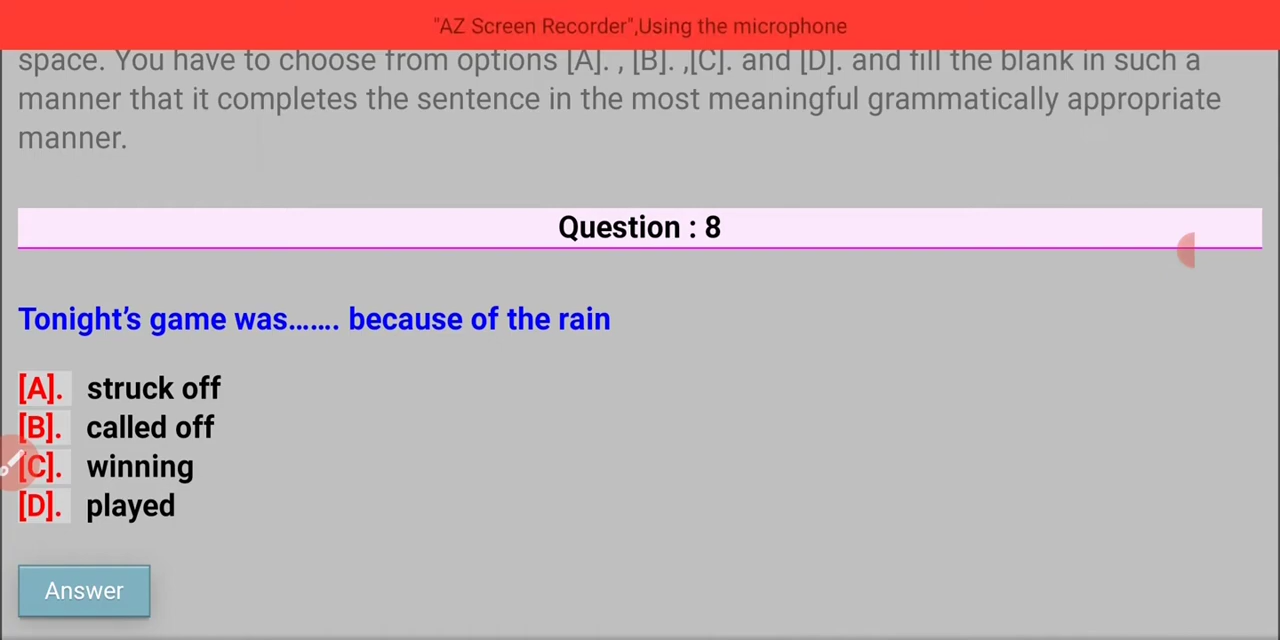 "AZ Screen Recorder",Using the microphone
space. You have to choose from options [A]. , [B]. ,[C]. and [D]. and fill the blank in such a
manner that it completes the sentence in the most meaningful grammatically appropriate
manner.
Question : 8
Tonight’s game was……. because of the rain
[A]. struck off
[B]. called off
[C]. winning
[D]. played
Answer